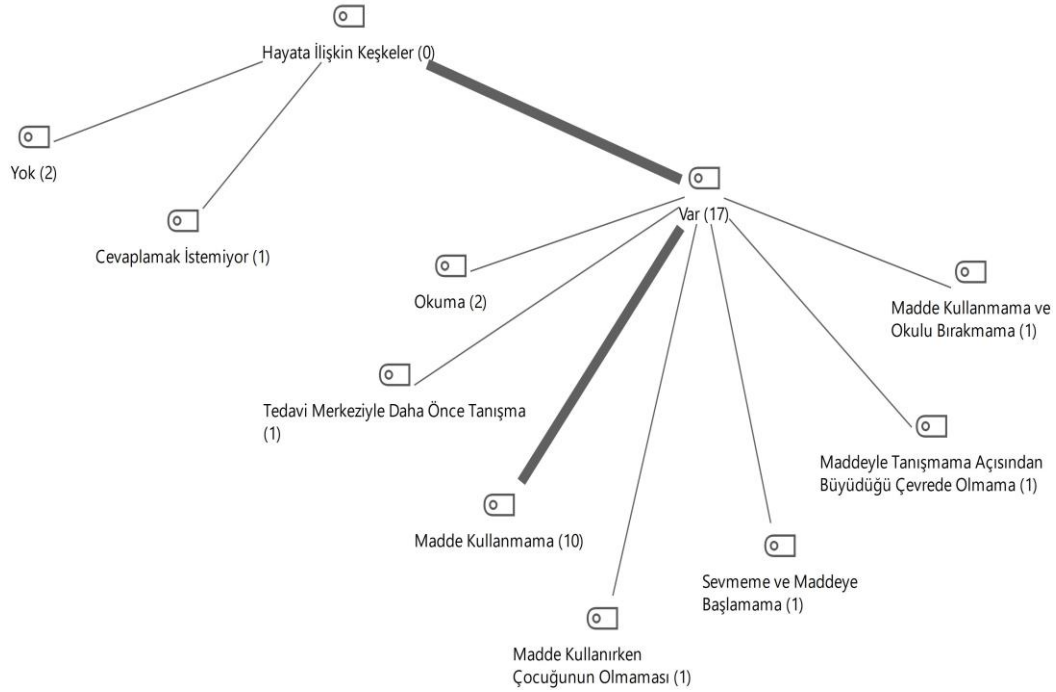 Hayata İlişkin Keşkeler (0)
Yok (2)
Cevaplamak İstemiyor (1)
Var (17)
Okuma (2)
Madde Kullanmama ve
Okulu Bırakmama (1)
Tedavi Merkeziyle Daha Önce Tanışma
(1)
Maddeyle Tanışmama Açısından
Büyüdüğü Çevrede Olmama (1)
Madde Kullanmama (10)
Sevmeme ve Maddeye
Başlamama (1)
Madde Kullanırken
Çocuğunun Olmaması (1)